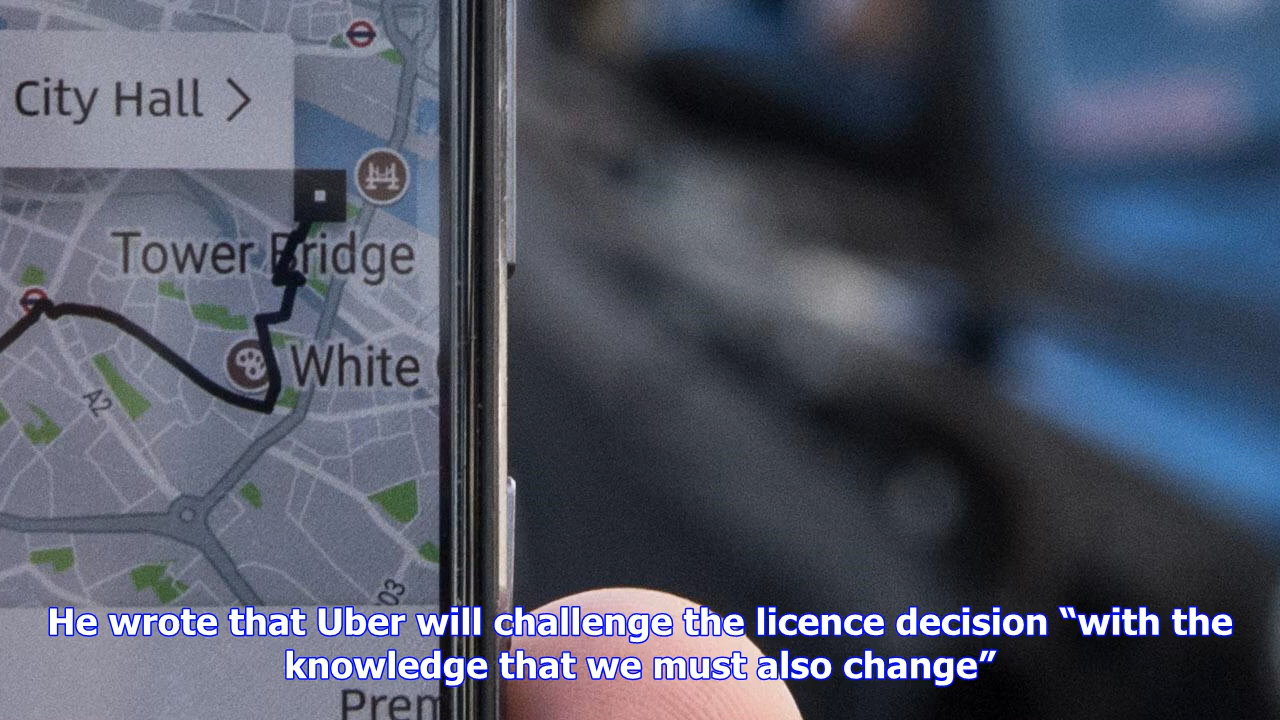 City Hall >
Tower Bridge
White
A2
03
He wrote that Uber will challenge the licence decision “with the
knowledge that we must also change”
Prem